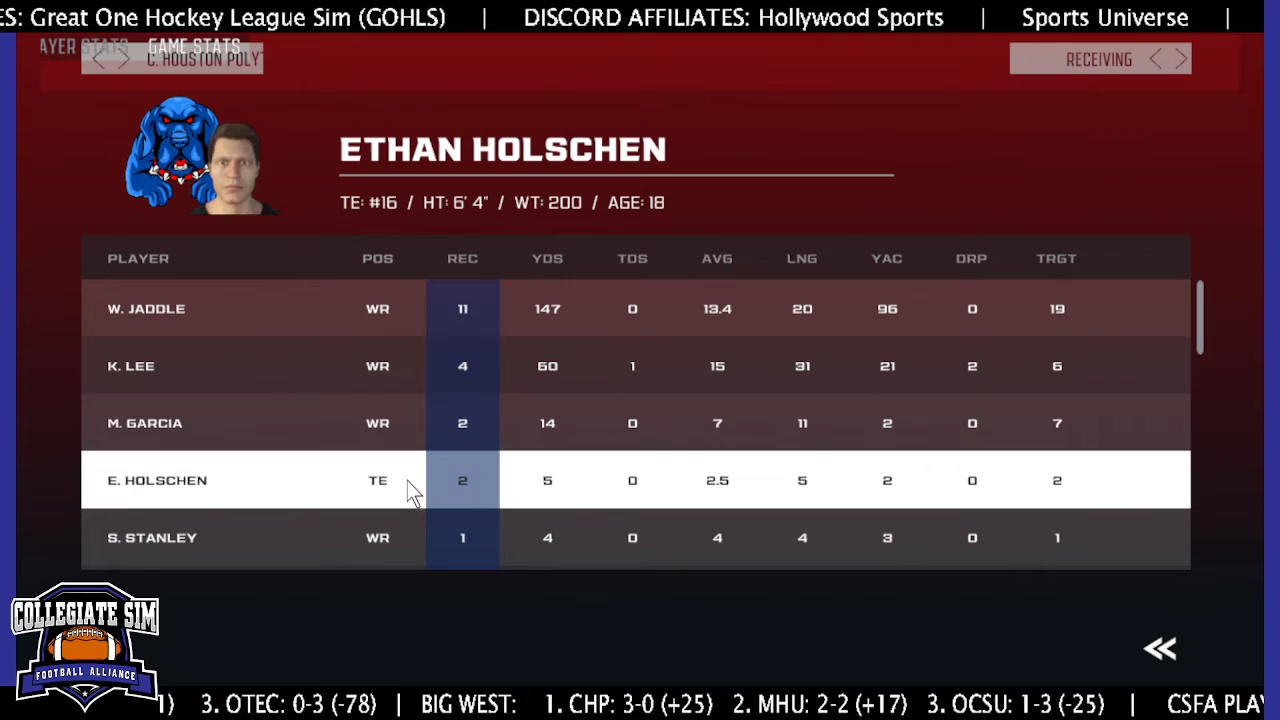 ES: Great One Hockey League Sim (GOHLS) | DISCORD AFFILIATES: Hollywood Sports | Sports Universe |
AYER STATS GAME STATS
C. HOUSTON POLY
RECEIVING
ETHAN HOLSCHEN
TE: #16 / HT: 6' 4" / WT: 200 / AGE: 18
PLAYER POS REC YDS TDS AVG LNG YAC DRP TRGT
W. JADDLE WR 11 147 0 13.4 20 96 0 19
K. LEE WR 4 60 1 15 31 21 2 6
M. GARCIA WR 2 14 0 7 11 2 0 7
E. HOLSCHEN TE 2 5 0 2.5 5 2 0 2
S. STANLEY WR 1 4 0 4 4 3 0 1
COLLEGIATE SIM
FOOTBALL ALLIANCE
1) 3. OTEC: 0-3 (-78) | BIG WEST: 1. CHP: 3-0 (+25) 2. MHU: 2-2 (+17) 3. OCSU: 1-3 (-25) | CSFA PLAY